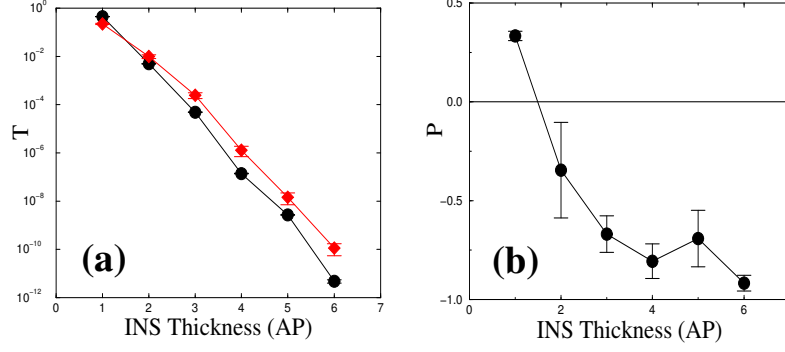 10^0
10^-2
10^-4
10^-6
10^-8
10^-10
10^-12
T
(a)
0 1 2 3 4 5 6 7
INS Thickness (AP)
0.5
0.0
−0.5
−1.0
P
(b)
0 2 4 6
INS Thickness (AP)